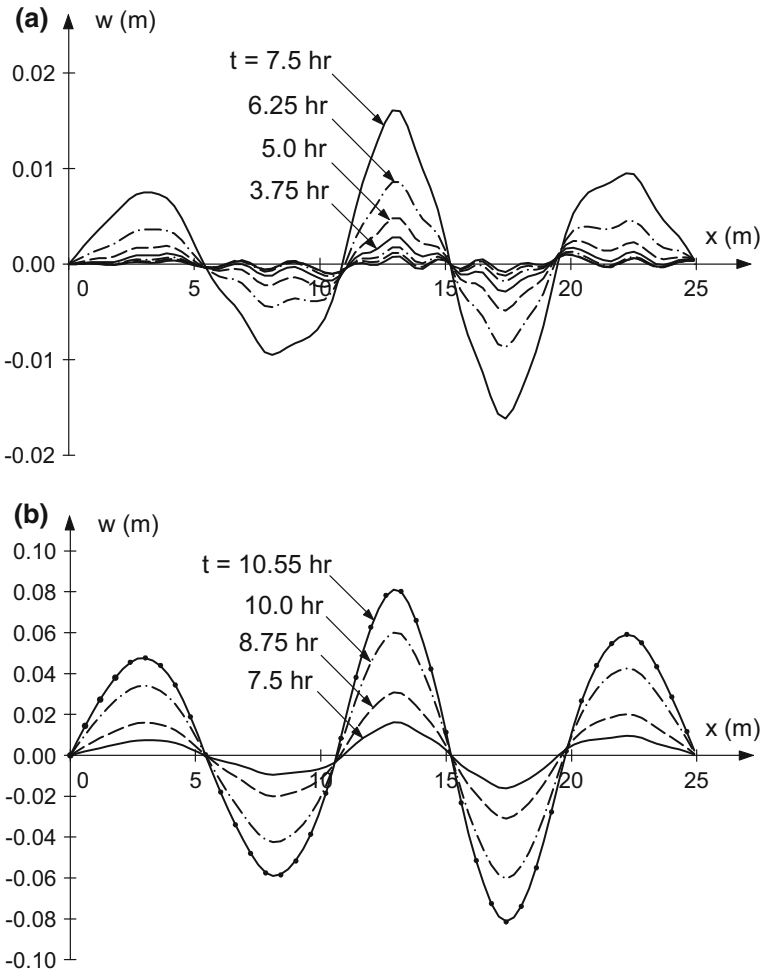 (a)
w (m)
t = 7.5 hr
0.02
6.25 hr
5.0 hr
0.01
3.75 hr
x (m)
0.00
0 5 10 15 20 25
-0.01
-0.02
(b)
w (m)
0.10
t = 10.55 hr
0.08
10.0 hr
0.06
8.75 hr
0.04
7.5 hr
0.02
x (m)
0.00
0 5 10 15 20 25
-0.02
-0.04
-0.06
-0.08
-0.10